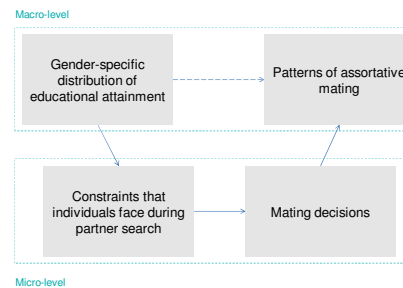 Macro-level
Gender-specific
distribution of
educational attainment
Patterns of assortative
mating
Constraints that
individuals face during
partner search
Mating decisions
Micro-level